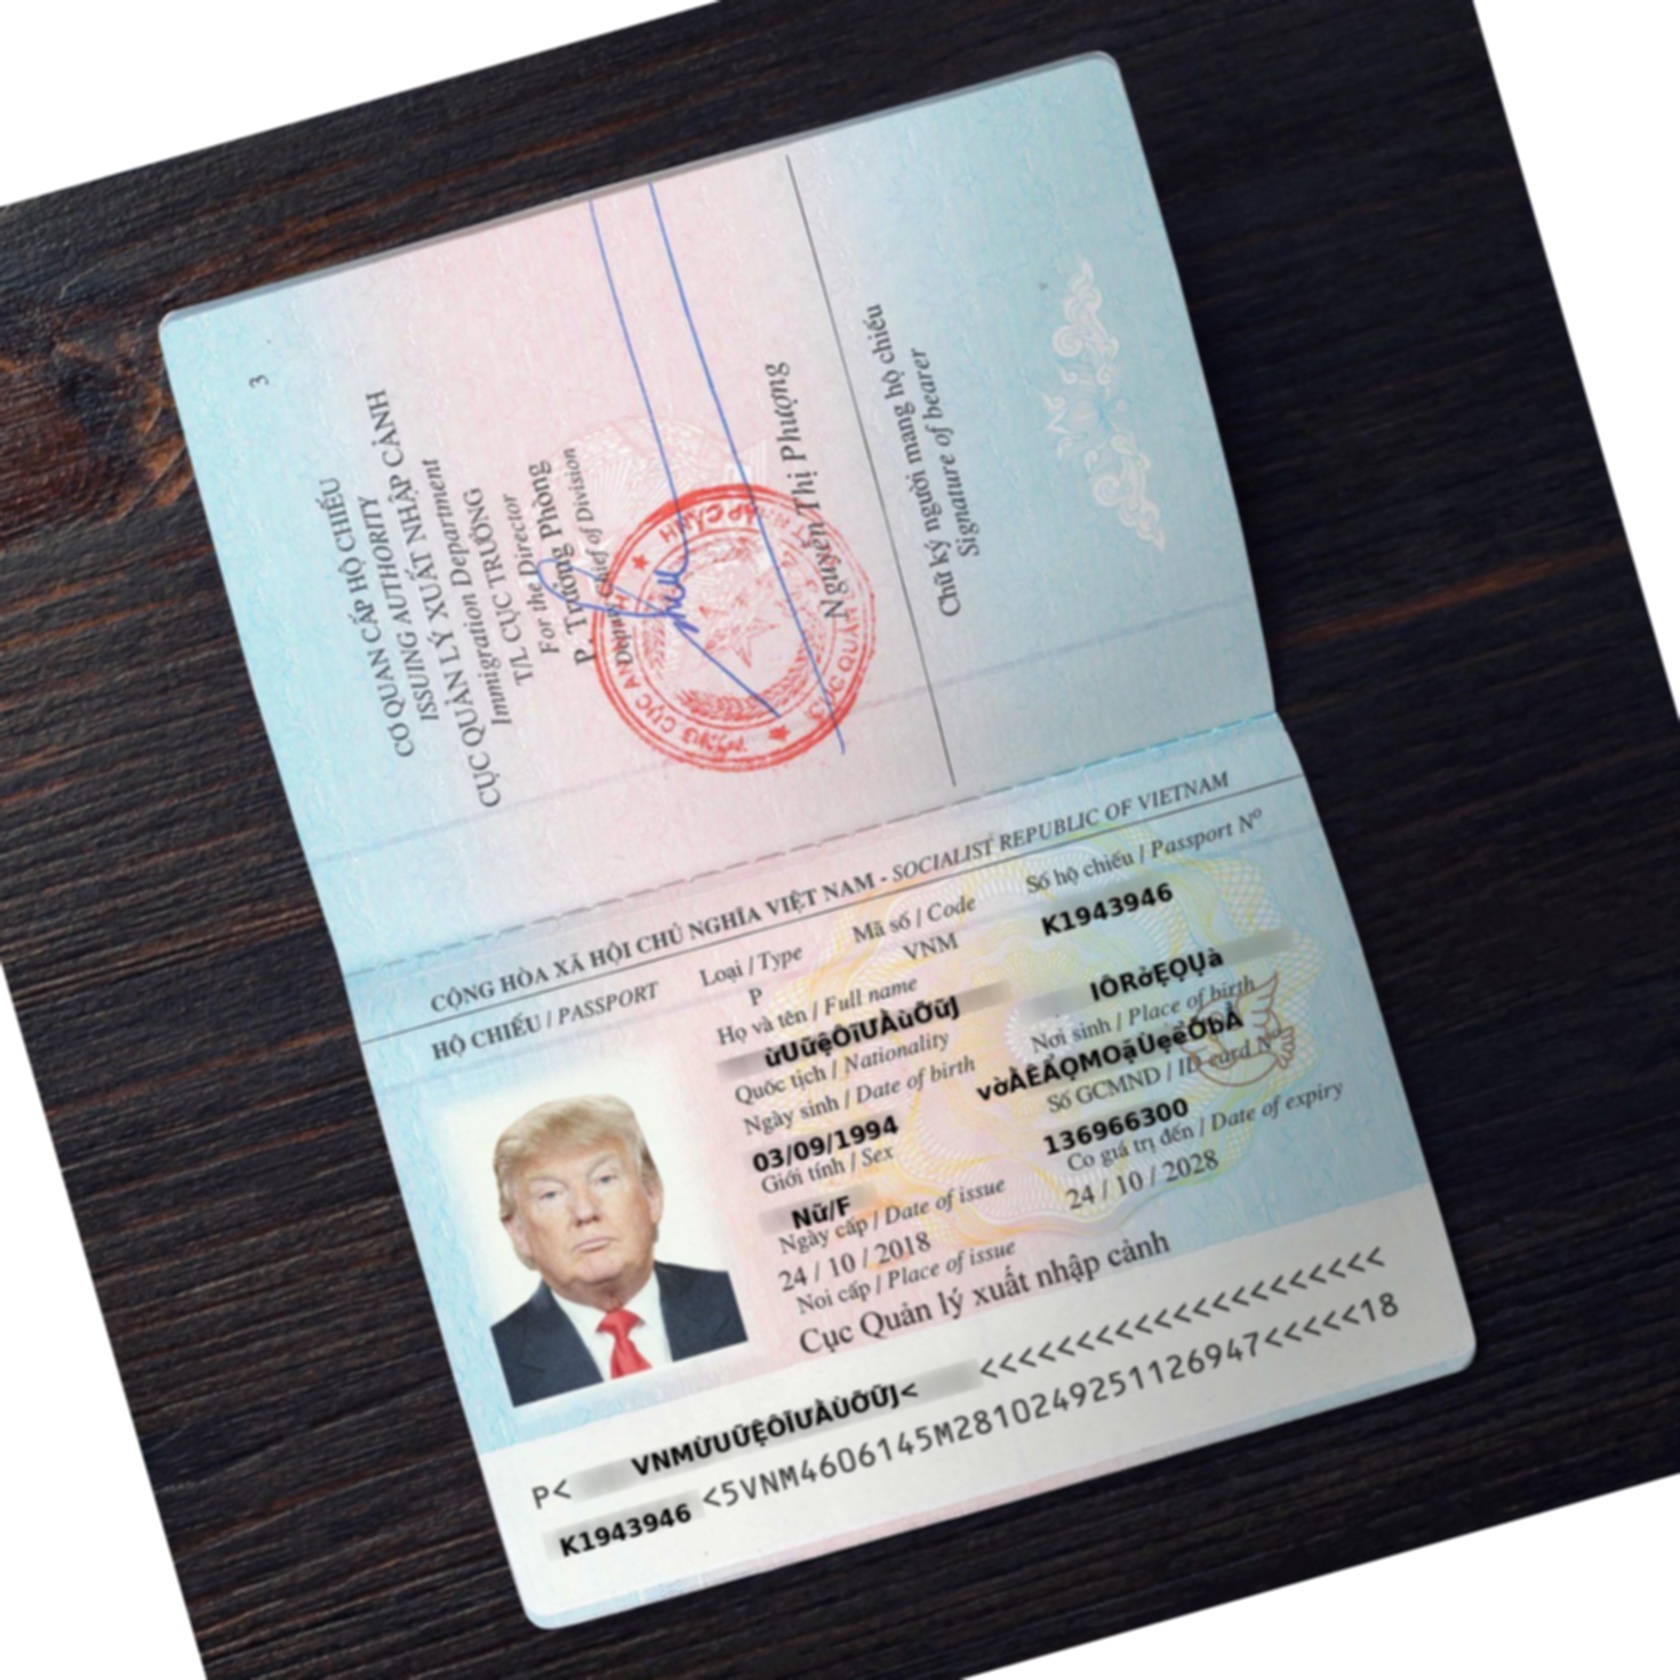 3
CƠ QUAN CẤP HỘ CHIẾU
ISSUING AUTHORITY
CỤC QUẢN LÝ XUẤT NHẬP CẢNH
Immigration Department
T/L CỤC TRƯỞNG
For the Director
P. Trưởng Phòng
Deputy Chief of Division
Nguyễn Thị Phượng
Chữ ký người mang hộ chiếu
Signature of bearer
CỘNG HÒA XÃ HỘI CHỦ NGHĨA VIỆT NAM - SOCIALIST REPUBLIC OF VIETNAM
HỘ CHIẾU / PASSPORT
Loại / Type
Mã số / Code
Số hộ chiếu / Passport Nº
P
VNM
K1943946
Họ và tên / Full name
ừUữệÔĩƯÀùỠữJ
IÔRờẸỌỤà
Quốc tịch / Nationality
Nơi sinh / Place of birth
vờÀÊẢỌMOặÙẹẻỠbÅ
Ngày sinh / Date of birth
Số GCMND / ID card Nº
03/09/1994
136966300
Giới tính / Sex
Có giá trị đến / Date of expiry
Nữ/F
24 / 10 / 2028
Ngày cấp / Date of issue
24 / 10 / 2018
Nơi cấp / Place of issue
Cục Quản lý xuất nhập cảnh
P< VNMỪUỮỆÔĨƯÀÙỠỮJ< <<<<<<<<<<<<<<<<<<<<<
K1943946 <5VNM4606145M2810249251126947<<<<<18